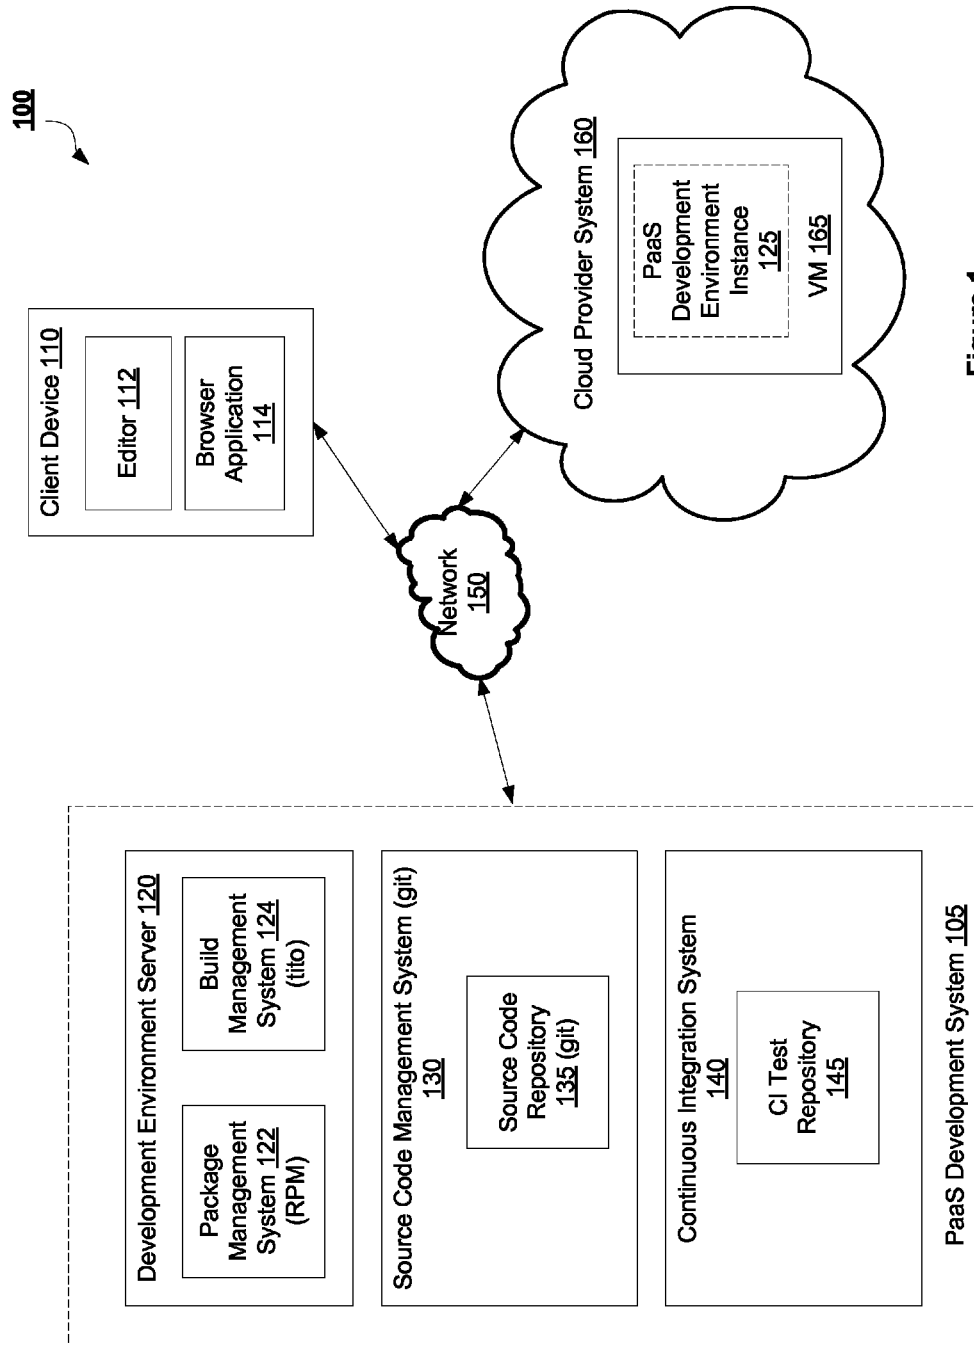 100
Client Device 110
Editor 112
Browser
Application
114
Network
150
Cloud Provider System 160
PaaS
Development
Environment
Instance
125
VM 165
Development Environment Server 120
Package
Management
System 122
(RPM)
Build
Management
System 124
(tito)
Source Code Management System (git)
130
Source Code
Repository
135 (git)
Continuous Integration System
140
CI Test
Repository
145
PaaS Development System 105
Figure 1